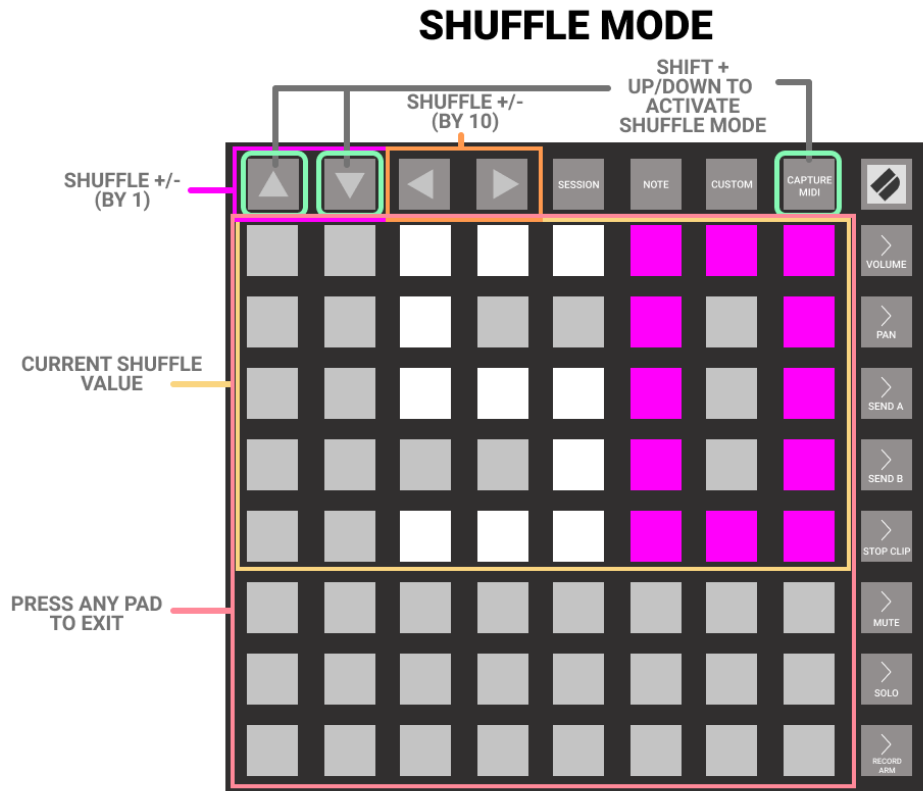 SHUFFLE MODE
SHIFT +
UP/DOWN TO
ACTIVATE
SHUFFLE MODE
SHUFFLE +/-
(BY 10)
SHUFFLE +/-
(BY 1)
SESSION
NOTE
CUSTOM
CAPTURE
MIDI
VOLUME
PAN
CURRENT SHUFFLE
VALUE
SEND A
SEND B
STOP CLIP
PRESS ANY PAD
TO EXIT
MUTE
SOLO
RECORD
ARM